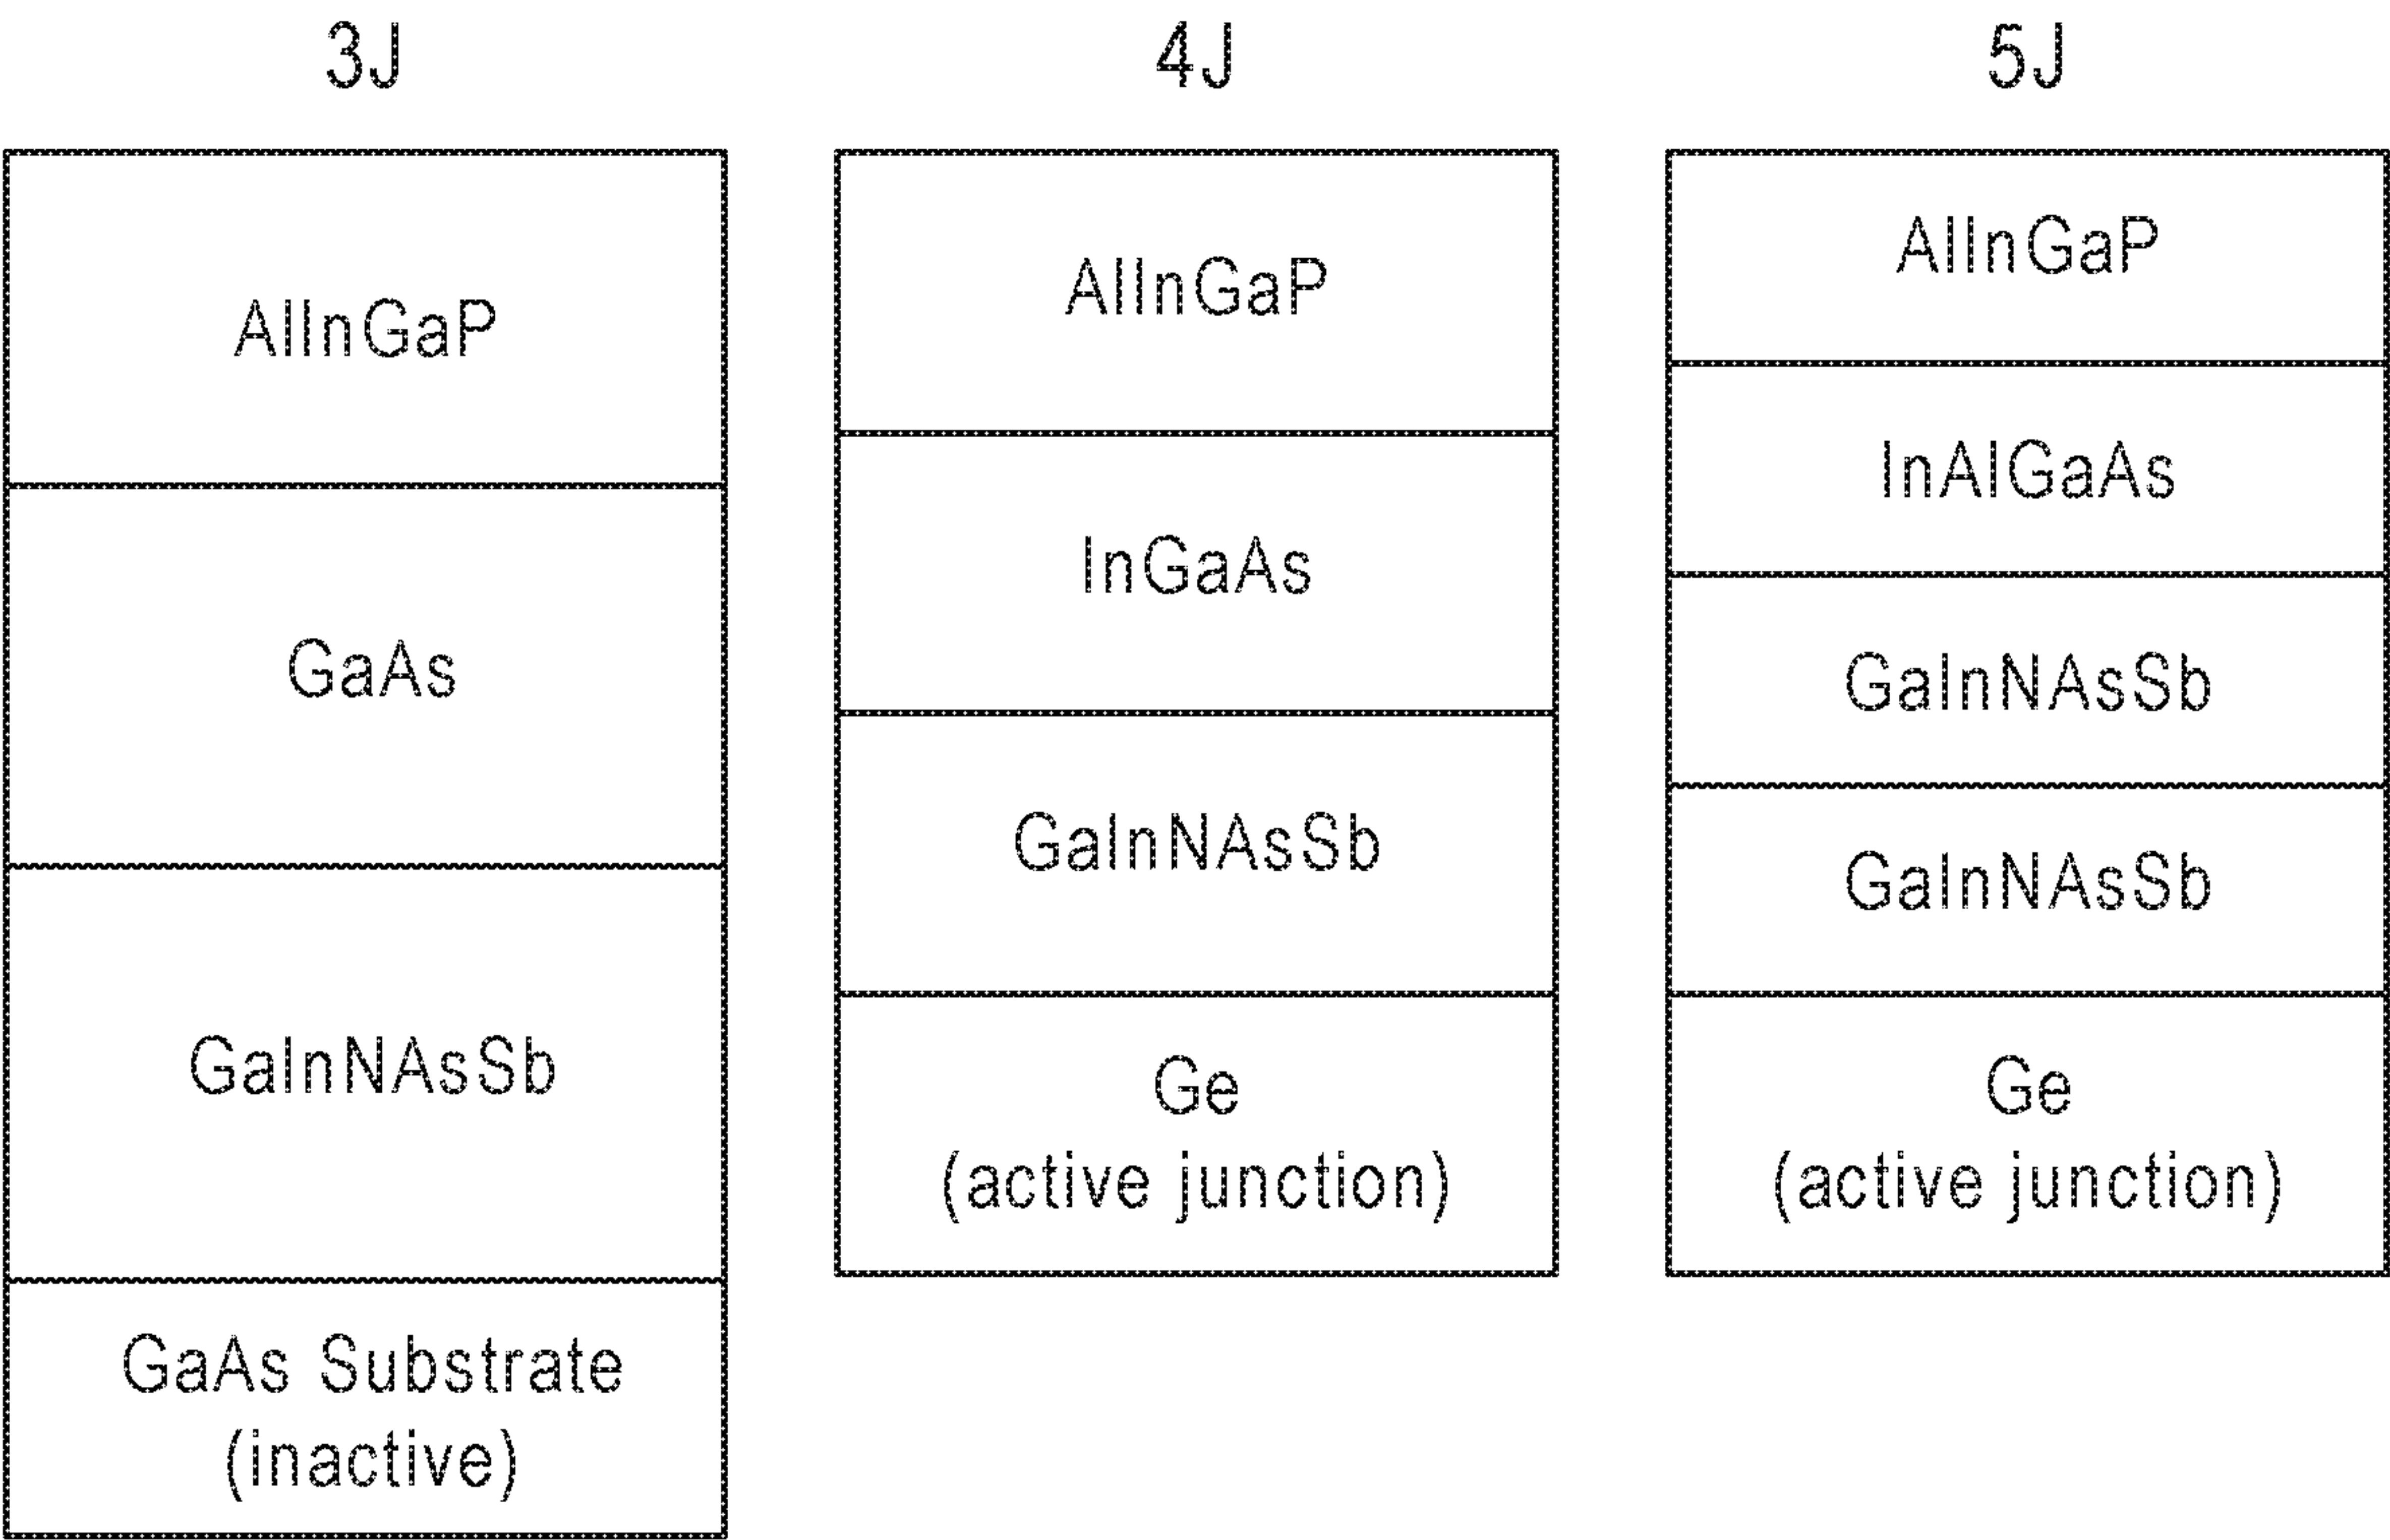 3J
AlInGaP
GaAs
GaInNAsSb
GaAs Substrate
(inactive)
4J
AlInGaP
InGaAs
GaInNAsSb
Ge
(active junction)
5J
AlInGaP
InAlGaAs
GaInNAsSb
GaInNAsSb
Ge
(active junction)